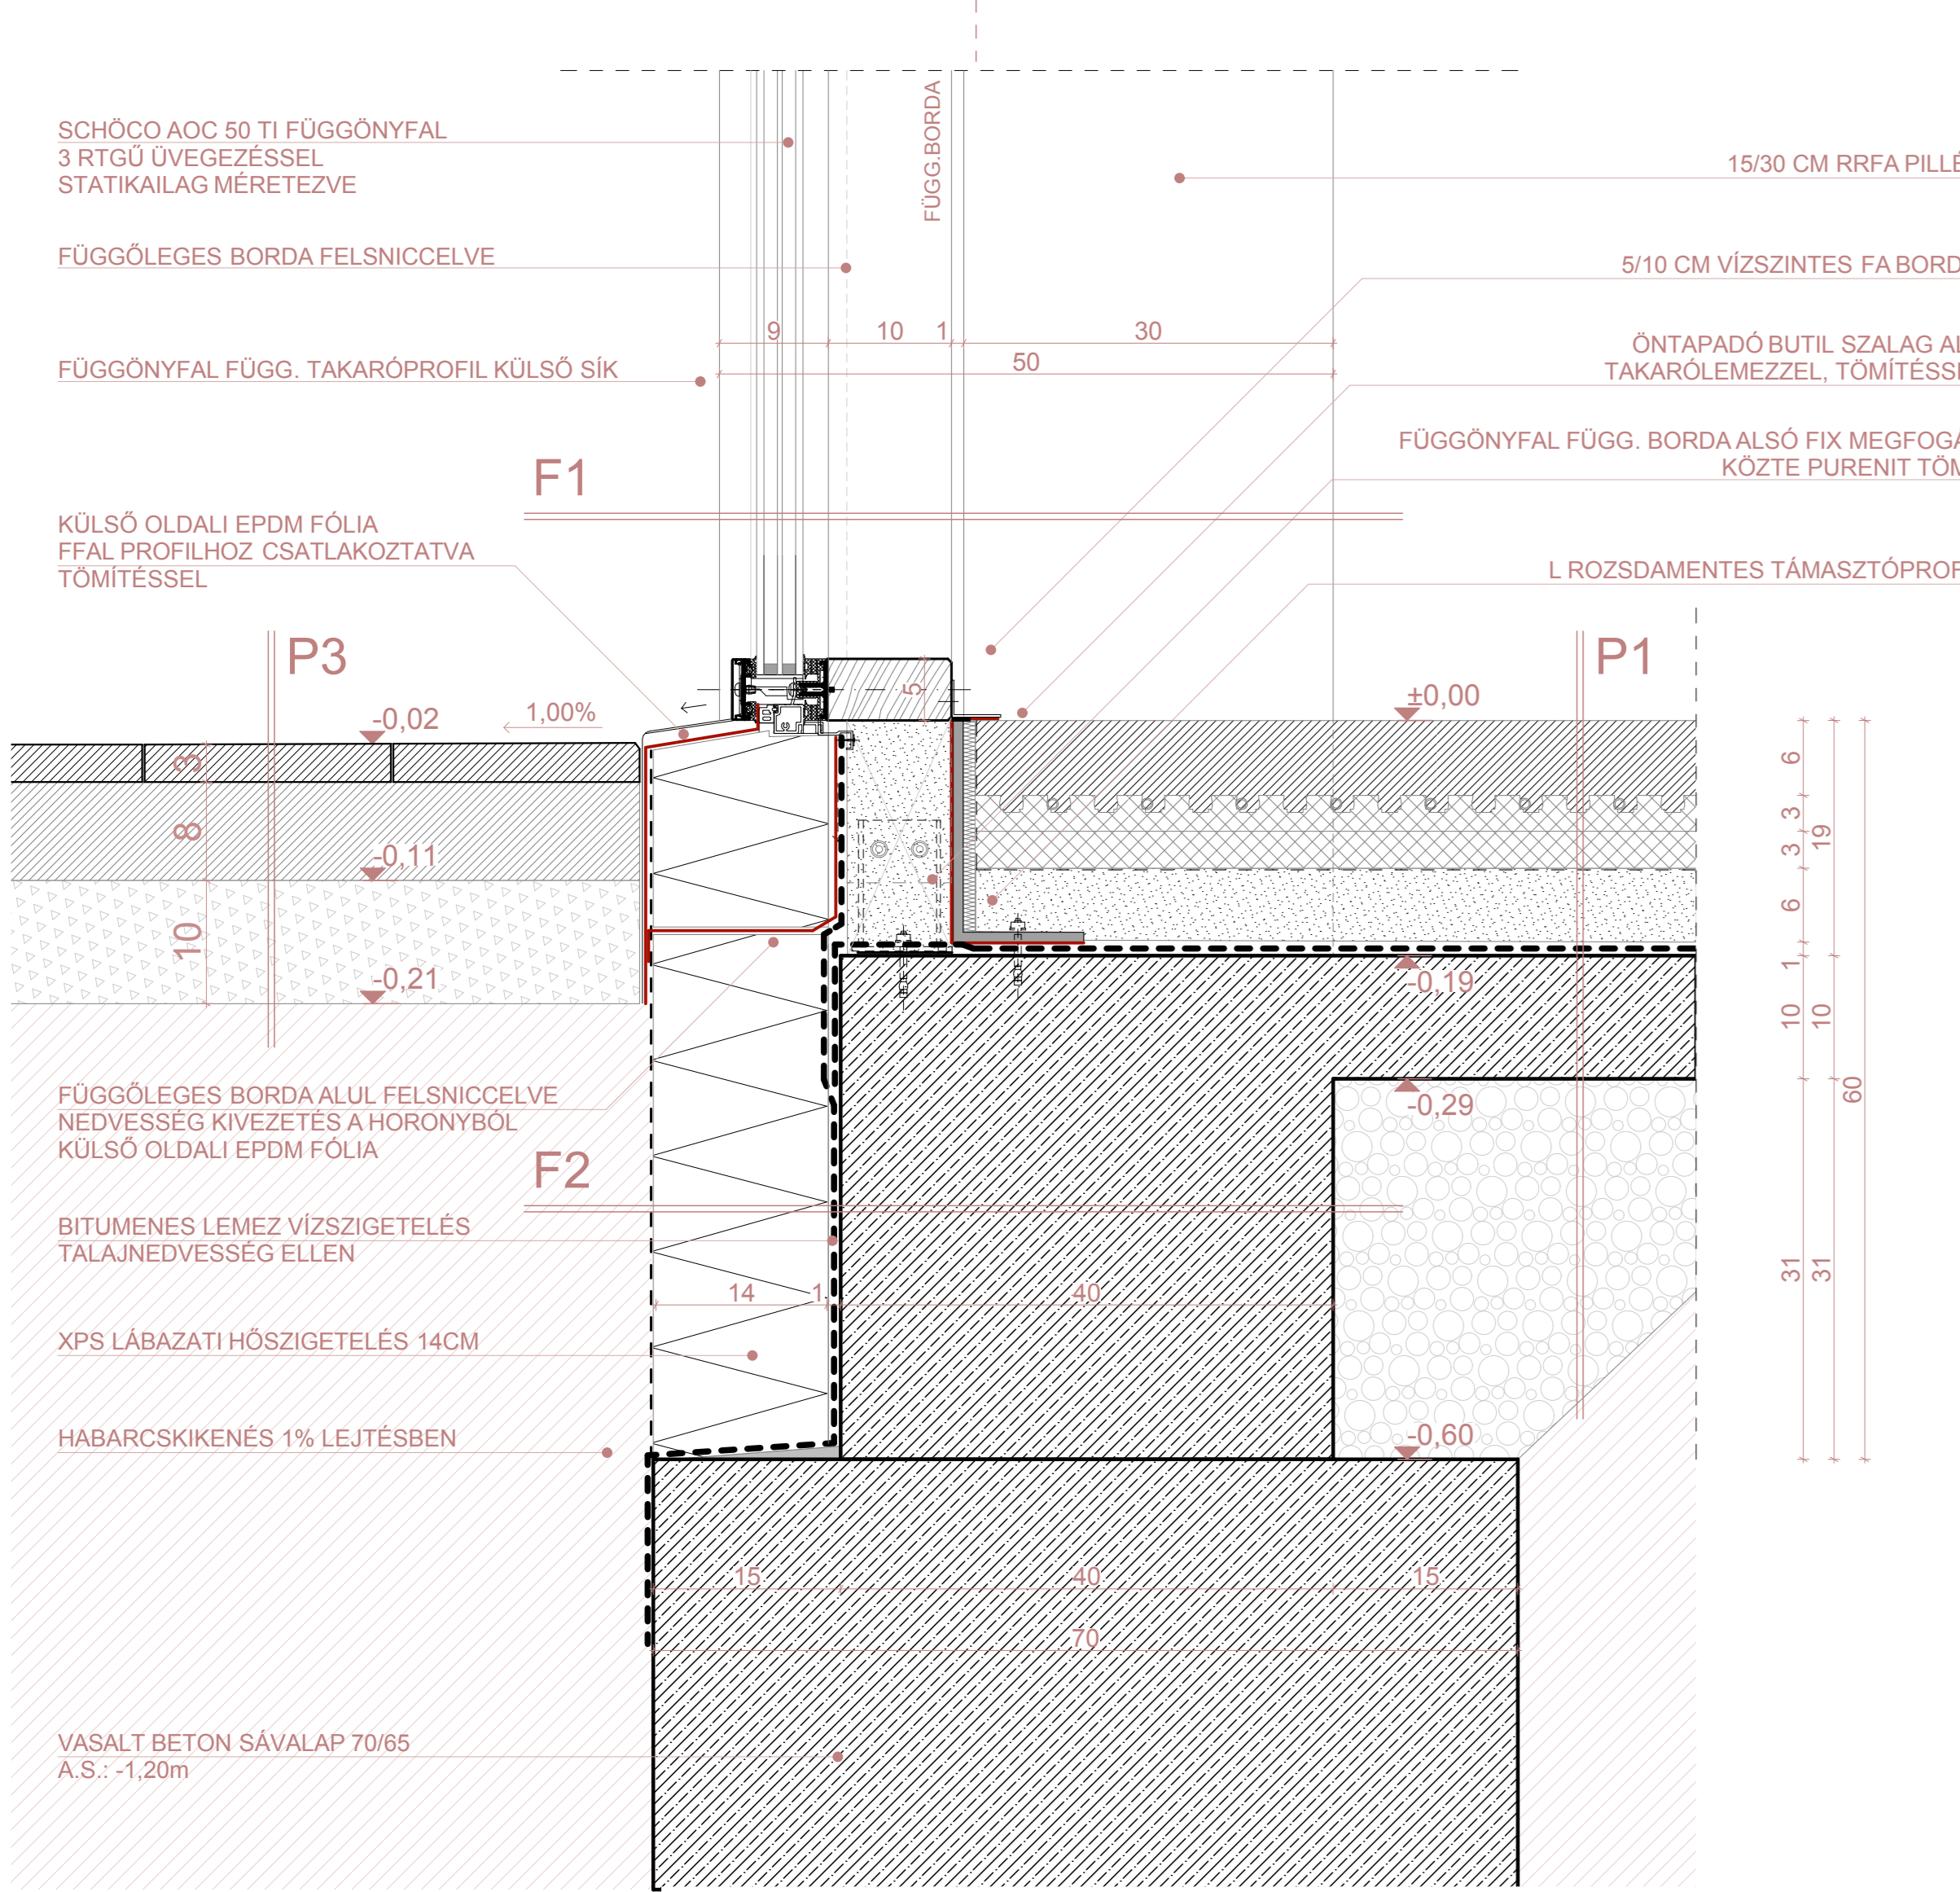 SCHÖCO AOC 50 TI FÜGGÖNYFAL
3 RTGŰ ÜVEGEZÉSSEL
STATIKAILAG MÉRETEZVE
FÜGGŐLEGES BORDA FELSNICCELVE
FÜGGÖNYFAL FÜGG. TAKARÓPROFIL KÜLSŐ SÍK
KÜLSŐ OLDALI EPDM FÓLIA
FFAL PROFILHOZ CSATLAKOZTATVA
TÖMÍTÉSSEL
FÜGG.BORDA
15/30 CM RRFA PILLÉ
5/10 CM VÍZSZINTES FA BORD
ÖNTAPADÓ BUTIL SZALAG AL
TAKARÓLEMEZZEL, TÖMÍTÉSS
FÜGGÖNYFAL FÜGG. BORDA ALSÓ FIX MEGFOGÁ
KÖZTE PURENIT TÖM
L ROZSDAMENTES TÁMASZTÓPROF
9
10
1
30
50
F1
P3
P1
-0,02
1,00%
5
±0,00
3
8
-0,11
10
-0,21
6
3
3
19
6
1
-0,19
10
10
-0,29
60
31
31
-0,60
FÜGGŐLEGES BORDA ALUL FELSNICCELVE
NEDVESSÉG KIVEZETÉS A HORONYBÓL
KÜLSŐ OLDALI EPDM FÓLIA
F2
BITUMENES LEMEZ VÍZSZIGETELÉS
TALAJNEDVESSÉG ELLEN
14
1
40
XPS LÁBAZATI HŐSZIGETELÉS 14CM
HABARCSKIKENÉS 1% LEJTÉSBEN
15
40
15
70
VASALT BETON SÁVALAP 70/65
A.S.: -1,20m